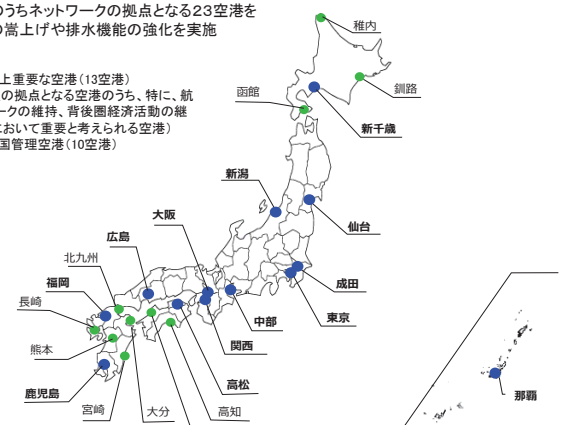 のうちネットワークの拠点となる23空港を
の嵩上げや排水機能の強化を実施
上重要な空港(13空港)
の拠点となる空港のうち、特に、航
ークの維持、背後圏経済活動の継
において重要と考えられる空港)
国管理空港(10空港)
稚内
釧路
函館
新千歳
新潟
仙台
大阪
広島
北九州
福岡
成田
長崎
東京
中部
熊本
関西
高松
鹿児島
那覇
宮崎
大分
高知